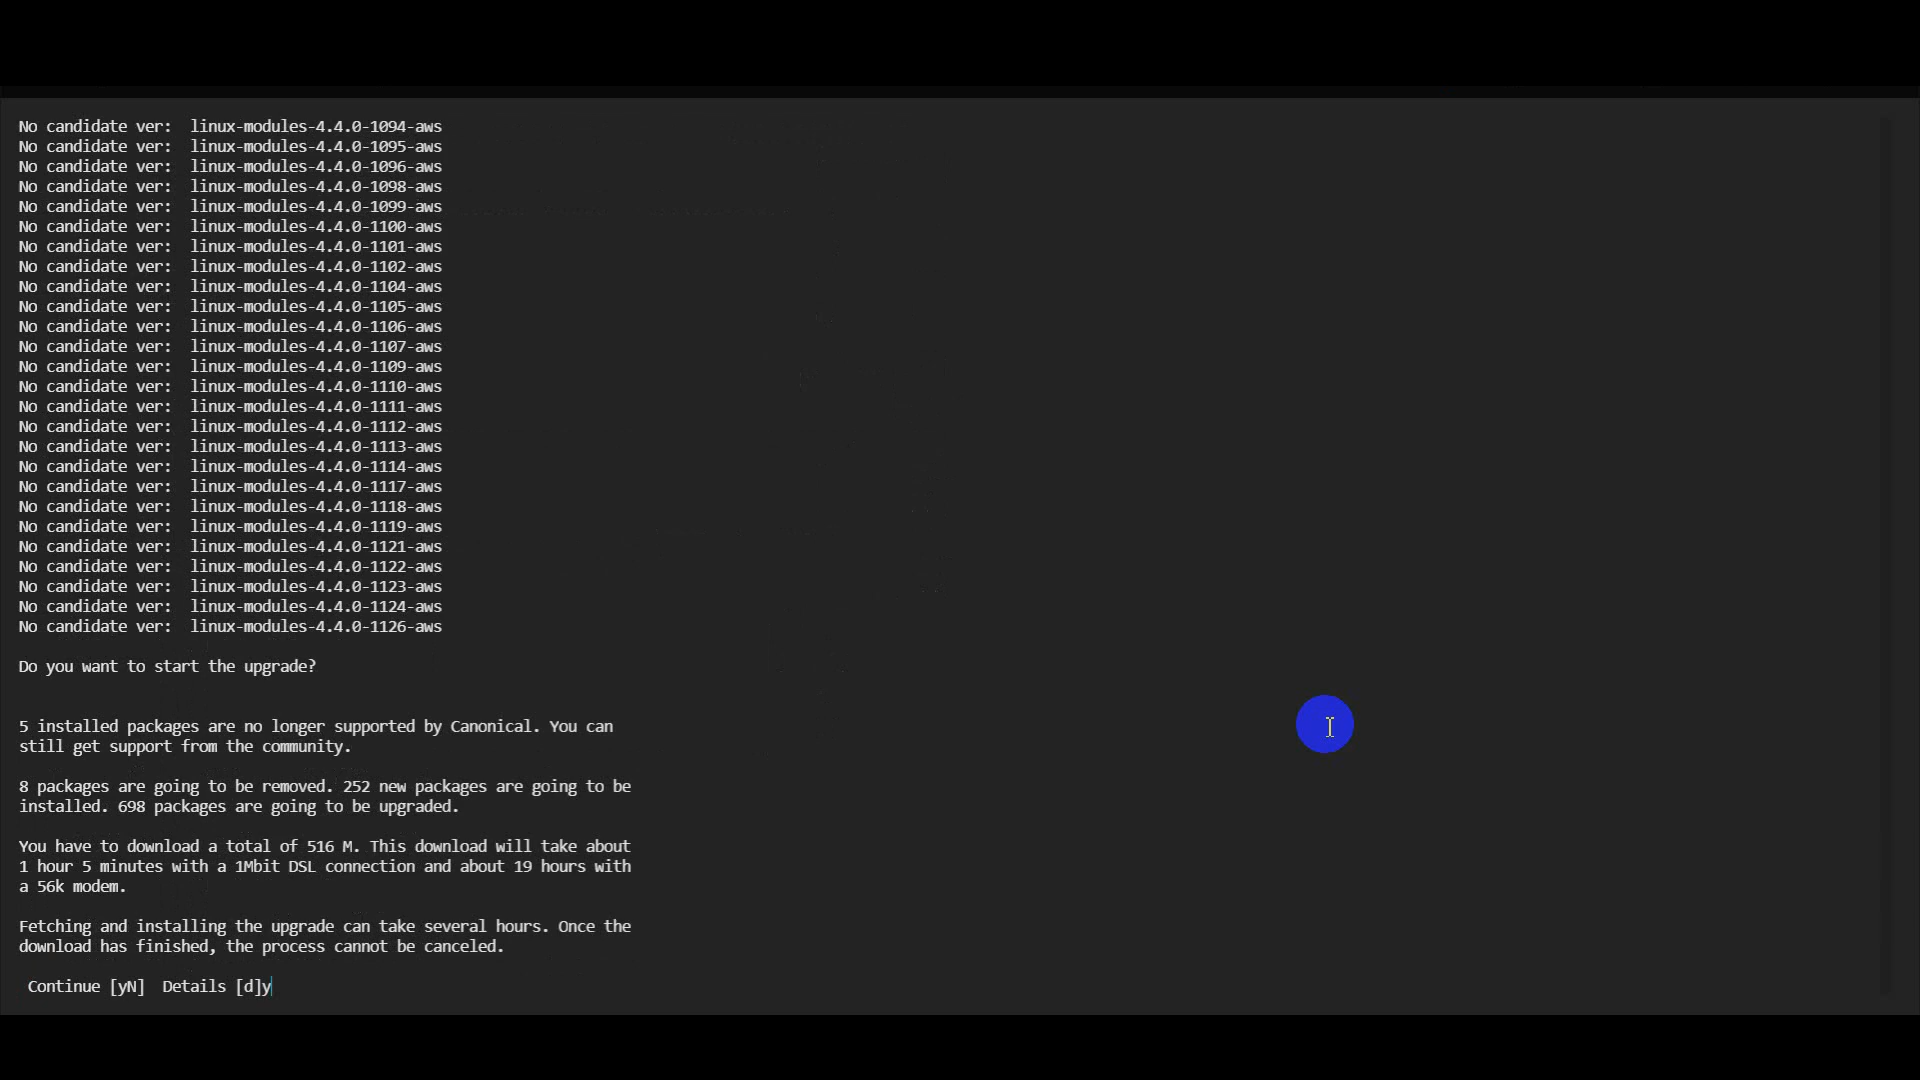 No candidate ver:  linux-modules-4.4.0-1094-aws
No candidate ver:  linux-modules-4.4.0-1095-aws
No candidate ver:  linux-modules-4.4.0-1096-aws
No candidate ver:  linux-modules-4.4.0-1098-aws
No candidate ver:  linux-modules-4.4.0-1099-aws
No candidate ver:  linux-modules-4.4.0-1100-aws
No candidate ver:  linux-modules-4.4.0-1101-aws
No candidate ver:  linux-modules-4.4.0-1102-aws
No candidate ver:  linux-modules-4.4.0-1104-aws
No candidate ver:  linux-modules-4.4.0-1105-aws
No candidate ver:  linux-modules-4.4.0-1106-aws
No candidate ver:  linux-modules-4.4.0-1107-aws
No candidate ver:  linux-modules-4.4.0-1109-aws
No candidate ver:  linux-modules-4.4.0-1110-aws
No candidate ver:  linux-modules-4.4.0-1111-aws
No candidate ver:  linux-modules-4.4.0-1112-aws
No candidate ver:  linux-modules-4.4.0-1113-aws
No candidate ver:  linux-modules-4.4.0-1114-aws
No candidate ver:  linux-modules-4.4.0-1117-aws
No candidate ver:  linux-modules-4.4.0-1118-aws
No candidate ver:  linux-modules-4.4.0-1119-aws
No candidate ver:  linux-modules-4.4.0-1121-aws
No candidate ver:  linux-modules-4.4.0-1122-aws
No candidate ver:  linux-modules-4.4.0-1123-aws
No candidate ver:  linux-modules-4.4.0-1124-aws
No candidate ver:  linux-modules-4.4.0-1126-aws
Do you want to start the upgrade?
5 installed packages are no longer supported by Canonical. You can
still get support from the community.
8 packages are going to be removed. 252 new packages are going to be
installed. 698 packages are going to be upgraded.
You have to download a total of 516 M. This download will take about
1 hour 5 minutes with a 1Mbit DSL connection and about 19 hours with
a 56k modem.
Fetching and installing the upgrade can take several hours. Once the
download has finished, the process cannot be canceled.
Continue [yN]  Details [d]y